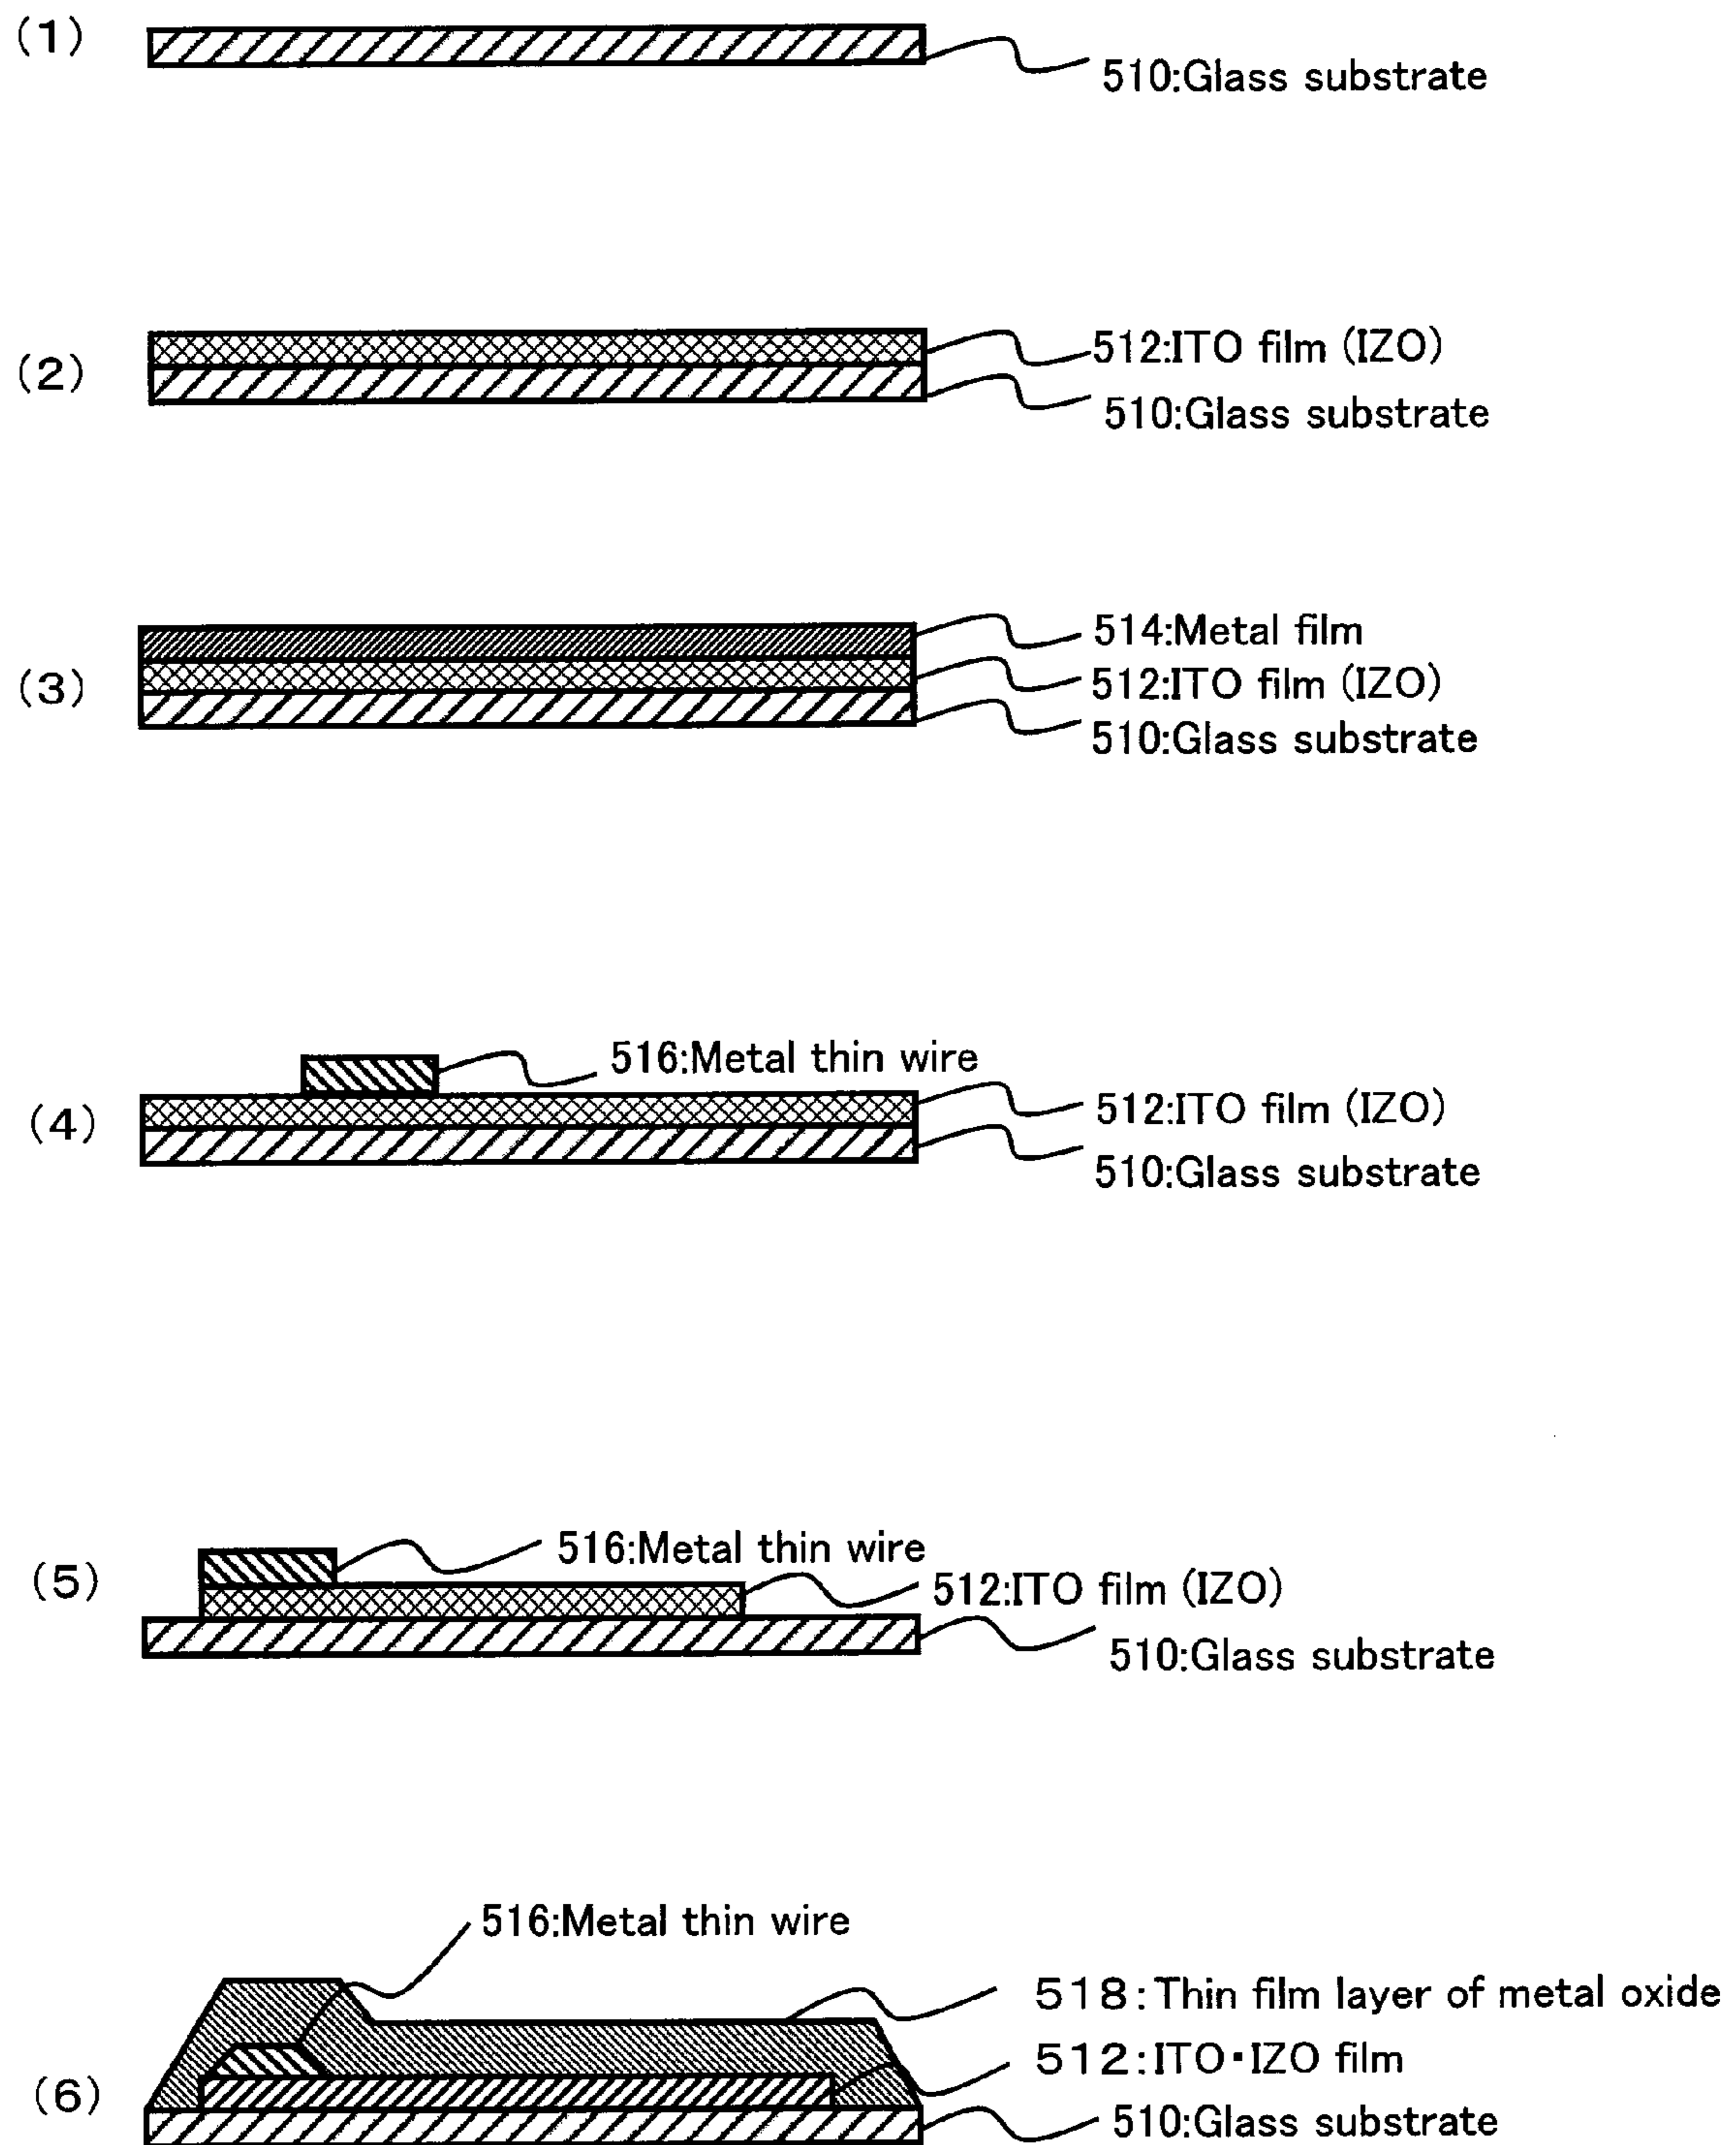 (1)
510:Glass substrate
(2)
512:ITO film (IZO)
510:Glass substrate
(3)
514:Metal film
512:ITO film (IZO)
510:Glass substrate
(4)
516:Metal thin wire
512:ITO film (IZO)
510:Glass substrate
(5)
516:Metal thin wire
512:ITO film (IZO)
510:Glass substrate
(6)
516:Metal thin wire
518:Thin film layer of metal oxide
512:ITO・IZO film
510:Glass substrate